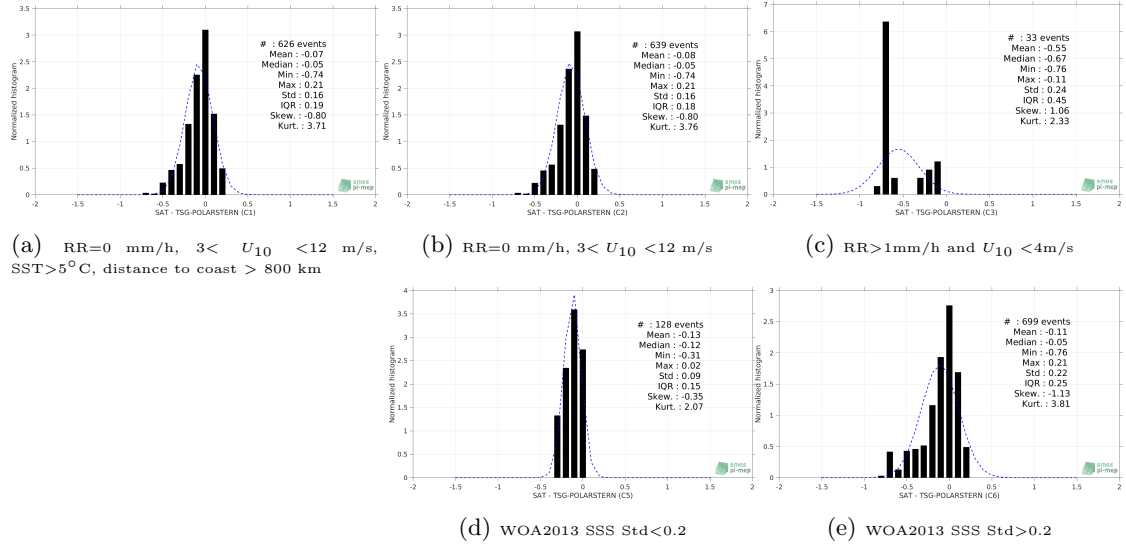 3.5
3
2.5
2
1.5
1
0.5
0
Normalized histogram
# : 626 events
Mean : -0.07
Median : -0.05
Min : -0.74
Max : 0.21
Std : 0.16
IQR : 0.19
Skew. : -0.80
Kurt. : 3.71
smos
pi-mep
-2 -1.5 -1 -0.5 0 0.5 1 1.5 2
SAT - TSG-POLARSTERN (C1)
(a) RR=0 mm/h, 3< U10 <12 m/s,
SST>5°C, distance to coast > 800 km
3.5
3
2.5
2
1.5
1
0.5
0
Normalized histogram
# : 639 events
Mean : -0.08
Median : -0.05
Min : -0.74
Max : 0.21
Std : 0.16
IQR : 0.18
Skew. : -0.80
Kurt. : 3.76
smos
pi-mep
-2 -1.5 -1 -0.5 0 0.5 1 1.5 2
SAT - TSG-POLARSTERN (C2)
(b) RR=0 mm/h, 3< U10 <12 m/s
7
6
5
4
3
2
1
0
Normalized histogram
# : 33 events
Mean : -0.55
Median : -0.67
Min : -0.76
Max : -0.11
Std : 0.24
IQR : 0.45
Skew. : 1.06
Kurt. : 2.33
smos
pi-mep
-2 -1.5 -1 -0.5 0 0.5 1 1.5 2
SAT - TSG-POLARSTERN (C3)
(c) RR>1mm/h and U10 <4m/s
4
3.5
3
2.5
2
1.5
1
0.5
0
Normalized histogram
# : 128 events
Mean : -0.13
Median : -0.12
Min : -0.31
Max : 0.02
Std : 0.09
IQR : 0.15
Skew. : -0.35
Kurt. : 2.07
smos
pi-mep
-2 -1.5 -1 -0.5 0 0.5 1 1.5 2
SAT - TSG-POLARSTERN (C5)
(d) WOA2013 SSS Std<0.2
3
2.5
2
1.5
1
0.5
0
Normalized histogram
# : 699 events
Mean : -0.11
Median : -0.05
Min : -0.76
Max : 0.21
Std : 0.22
IQR : 0.25
Skew. : -1.13
Kurt. : 3.81
smos
pi-mep
-2 -1.5 -1 -0.5 0 0.5 1 1.5 2
SAT - TSG-POLARSTERN (C6)
(e) WOA2013 SSS Std>0.2